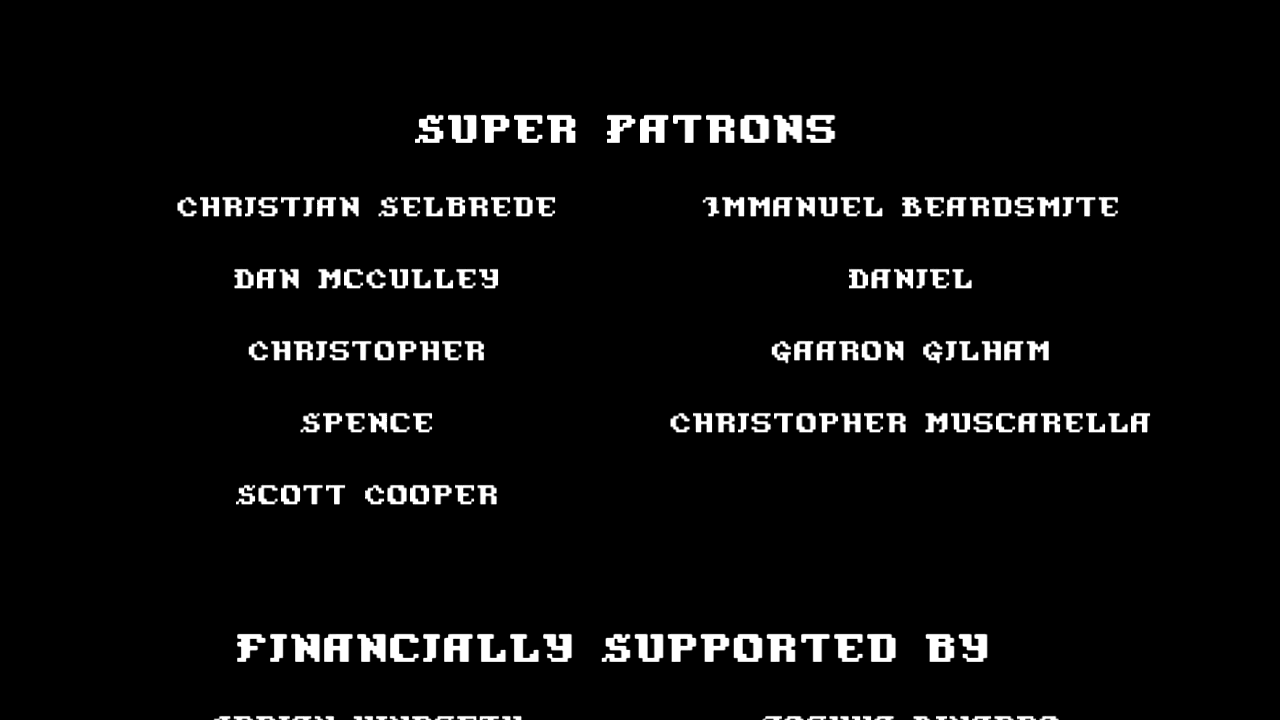 SUPER PATRONS
CHRISTIAN SELBREDE IMMANUEL BEARDSMITE
DAN MCCULLEY DANIEL
CHRISTOPHER GAARON GILHAM
SPENCE CHRISTOPHER MUSCARELLA
SCOTT COOPER
FINANCIALLY SUPPORTED BY